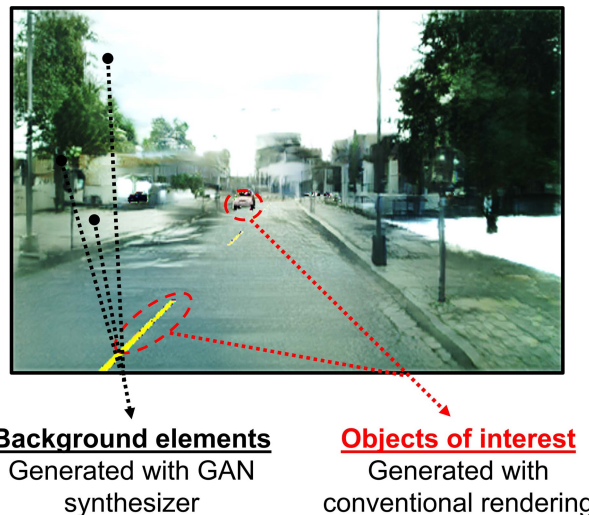 Background elements
Generated with GAN
synthesizer
Objects of interest
Generated with
conventional rendering